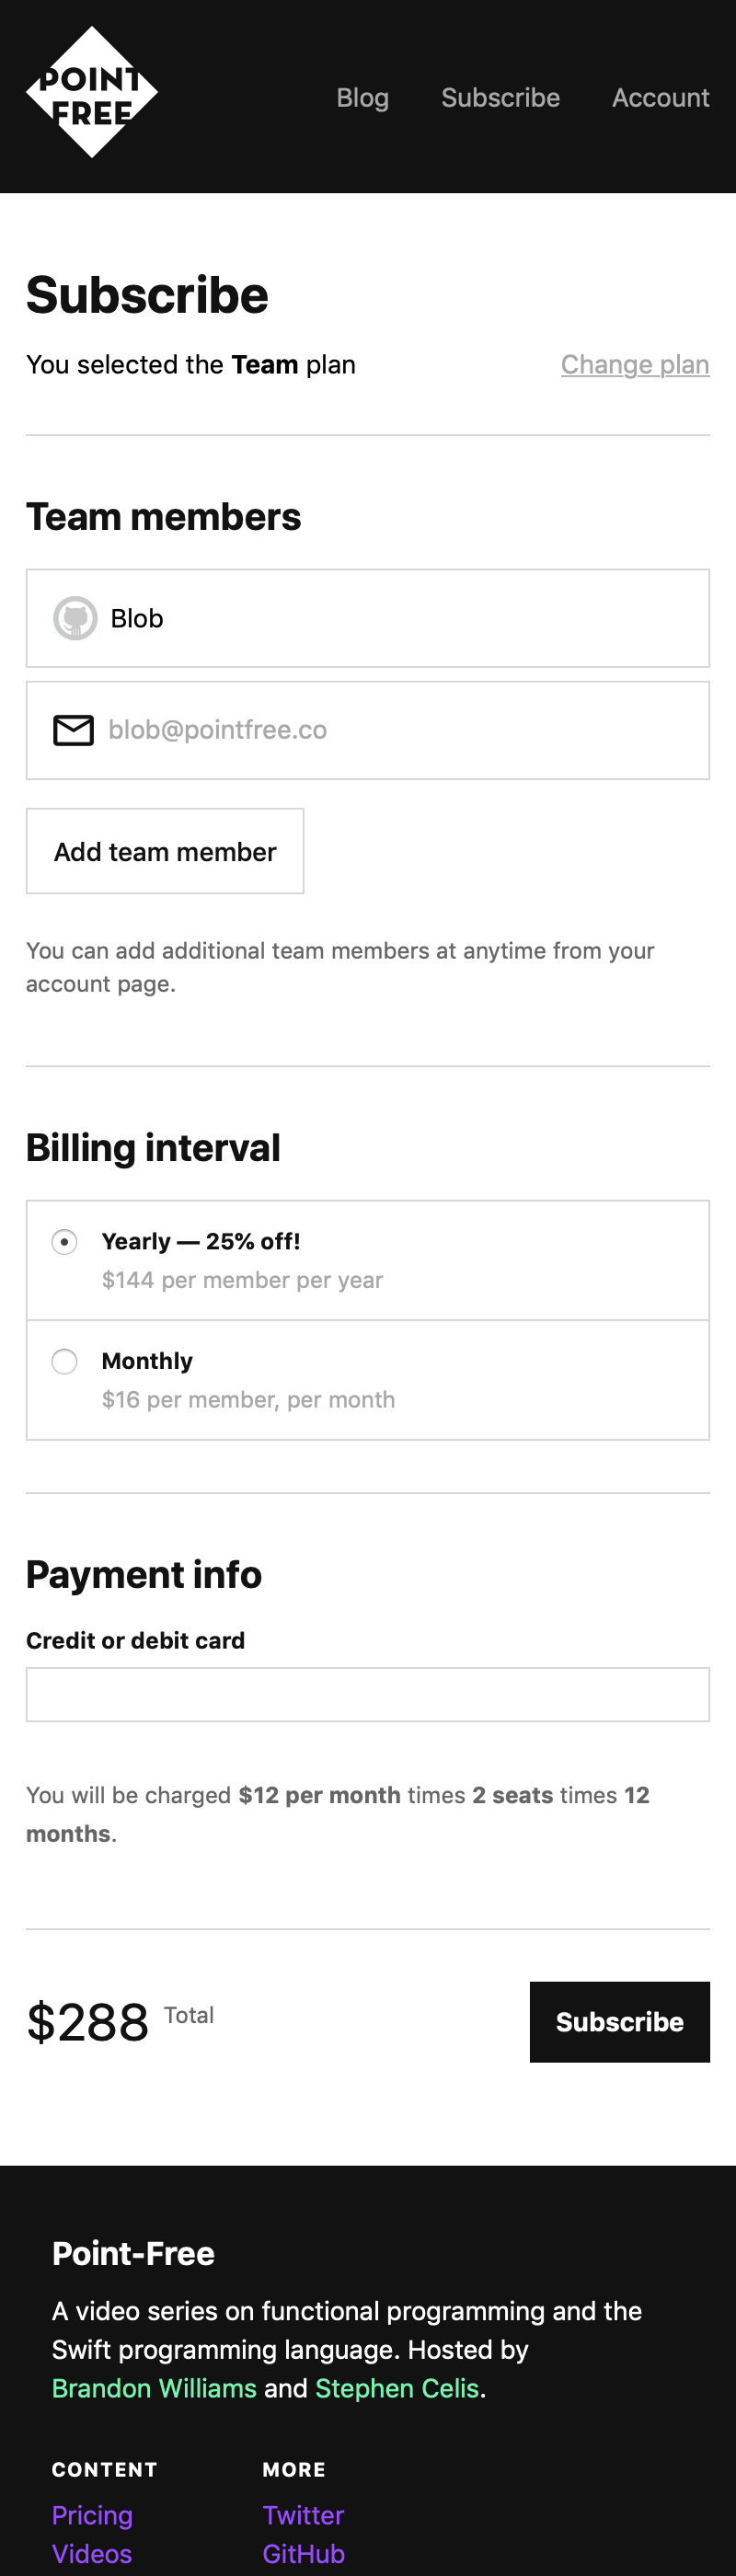 POINT
FREE
Blog Subscribe Account
Subscribe
You selected the Team plan Change plan
Team members
Blob
blob@pointfree.co
Add team member
You can add additional team members at anytime from your
account page.
Billing interval
Yearly — 25% off!
$144 per member per year
Monthly
$16 per member, per month
Payment info
Credit or debit card
You will be charged $12 per month times 2 seats times 12
months.
$288 Total Subscribe
Point-Free
A video series on functional programming and the
Swift programming language. Hosted by
Brandon Williams and Stephen Celis.
CONTENT MORE
Pricing Twitter
Videos GitHub